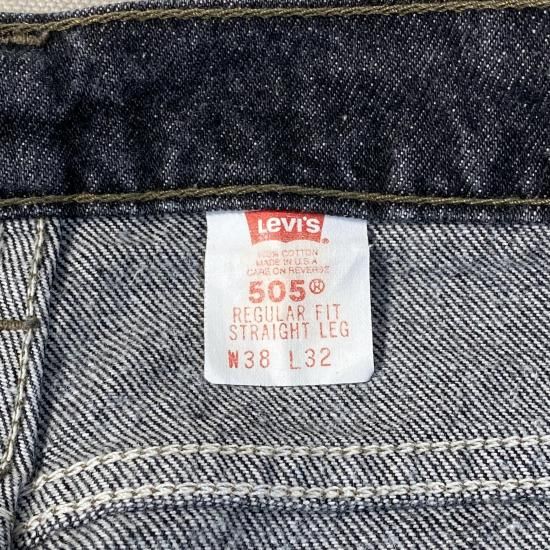 Levi's®
100% COTTON
MADE IN U.S.A
CARE ON REVERSE
505®
REGULAR FIT
STRAIGHT LEG
W38 L32